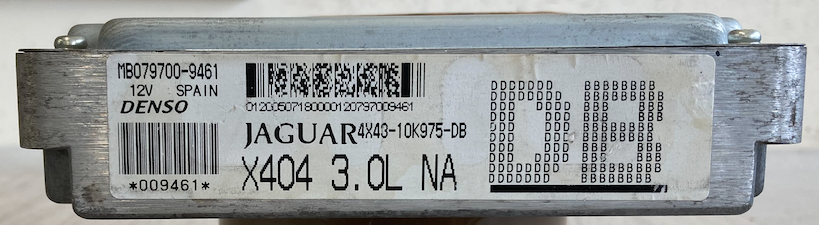 MB079700-9461
12V SPAIN
DENSO
*009461*
01200507180000120797009461
JAGUAR 4X43-10K975-DB
X404 3.0L NA
DB